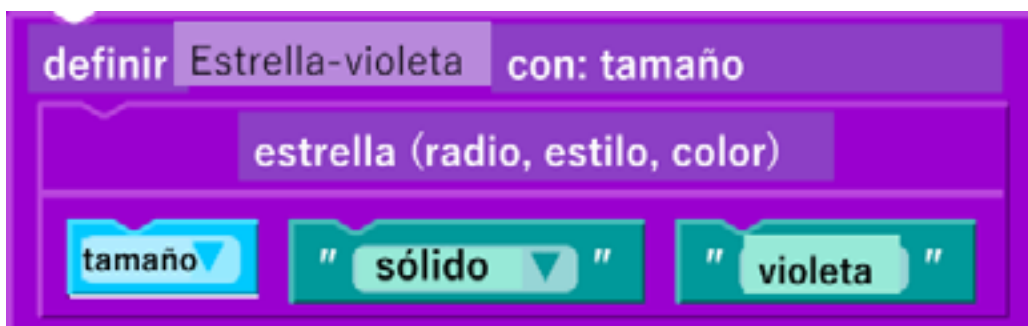 definir Estrella-violeta con: tamaño
estrella (radio, estilo, color)
tamaño " sólido " " violeta "